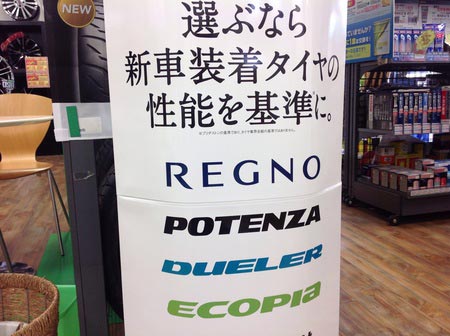 NEW
選ぶなら
新車装着タイヤの
性能を基準に。
REGNO
POTENZA
DUELER
ECOPIA